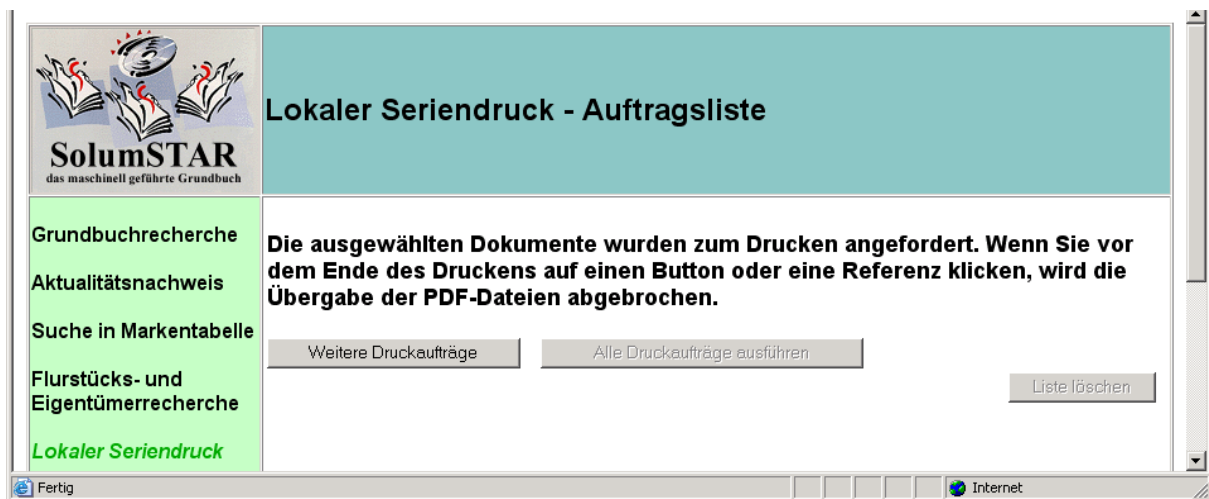 SolumSTAR
das maschinell geführte Grundbuch
Lokaler Seriendruck - Auftragsliste
Grundbuchrecherche
Aktualitätsnachweis
Suche in Markentabelle
Flurstücks- und
Eigentümerrecherche
Lokaler Seriendruck
Die ausgewählten Dokumente wurden zum Drucken angefordert. Wenn Sie vor
dem Ende des Druckens auf einen Button oder eine Referenz klicken, wird die
Übergabe der PDF-Dateien abgebrochen.
Weitere Druckaufträge
Alle Druckaufträge ausführen
Liste löschen
Fertig
Internet